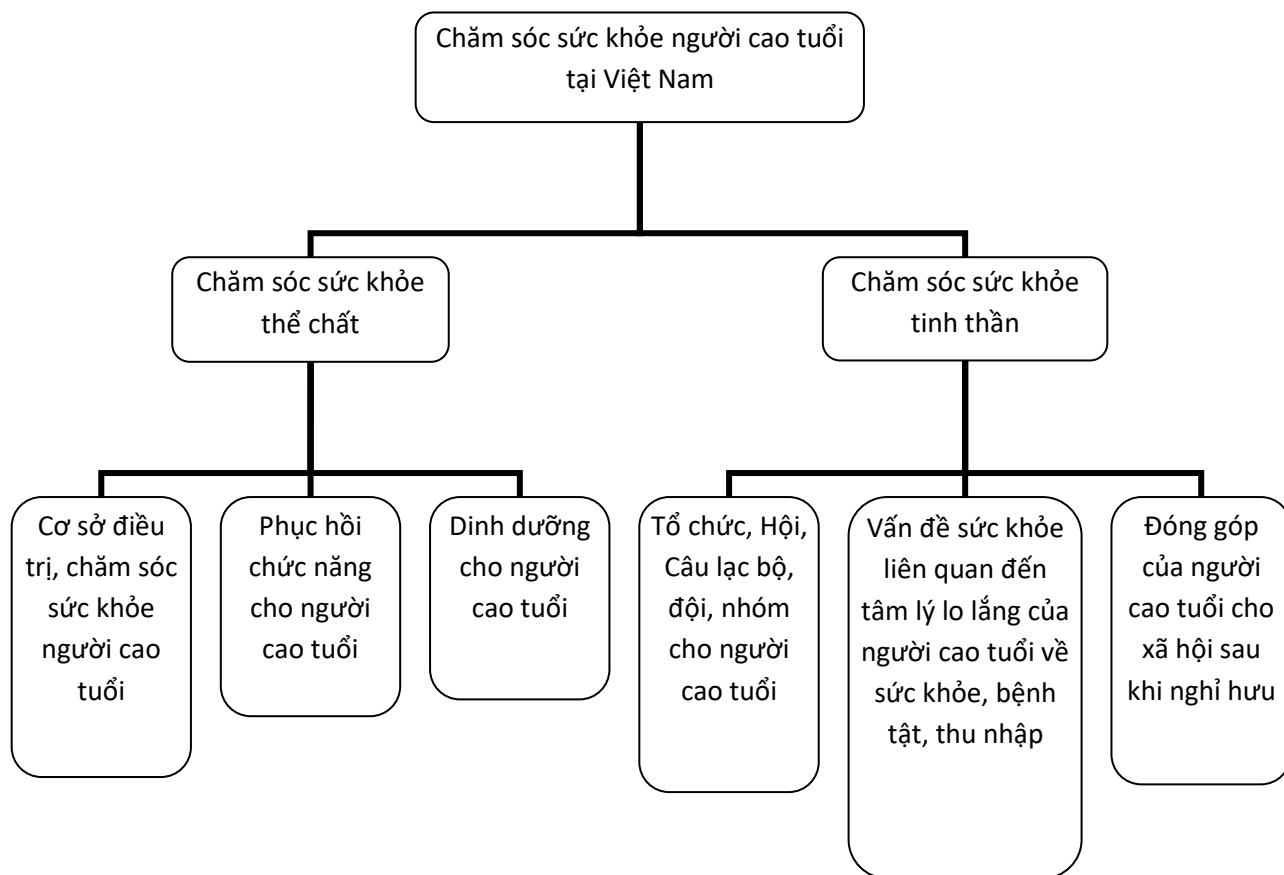 Chăm sóc sức khỏe người cao tuổi
tại Việt Nam
Chăm sóc sức khỏe
thể chất
Chăm sóc sức khỏe
tinh thần
Cơ sở điều
trị, chăm sóc
sức khỏe
người cao
tuổi
Phục hồi
chức năng
cho người
cao tuổi
Dinh dưỡng
cho người
cao tuổi
Tổ chức, Hội,
Câu lạc bộ,
đội, nhóm
cho người
cao tuổi
Vấn đề sức khỏe
liên quan đến
tâm lý lo lắng của
người cao tuổi về
sức khỏe, bệnh
tật, thu nhập
Đóng góp
của người
cao tuổi cho
xã hội sau
khi nghỉ hưu